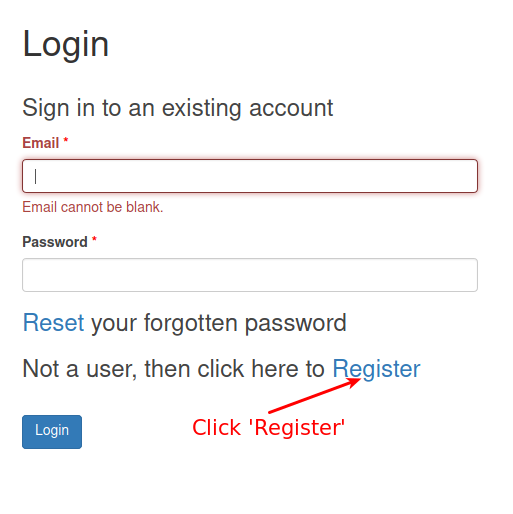 Login
Sign in to an existing account
Email *
Email cannot be blank.
Password *
Reset your forgotten password
Not a user, then click here to Register
Click 'Register'
Login